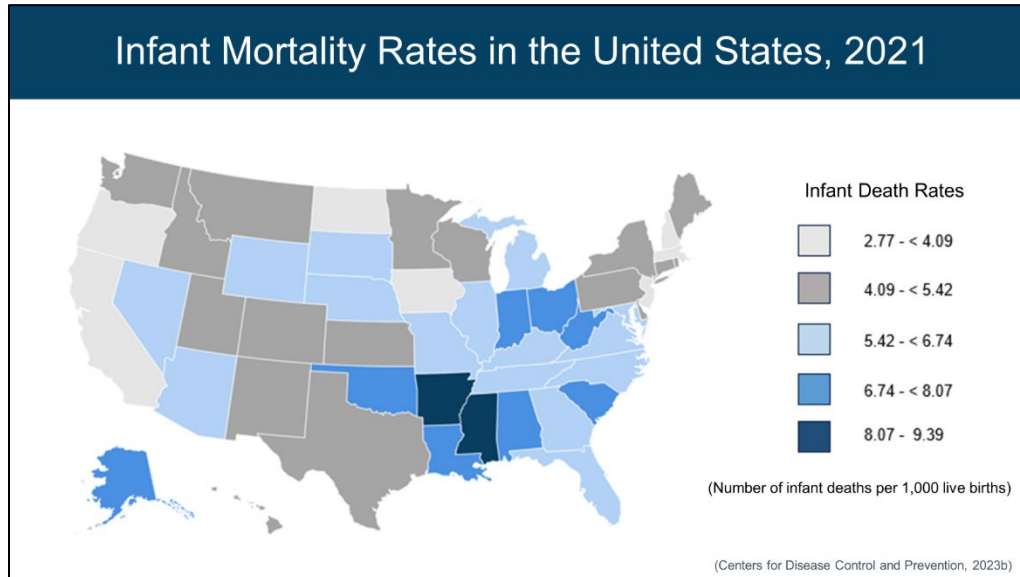 Infant Mortality Rates in the United States, 2021
Infant Death Rates
2.77 - < 4.09
4.09 - < 5.42
5.42 - < 6.74
6.74 - < 8.07
8.07 - 9.39
(Number of infant deaths per 1,000 live births)
(Centers for Disease Control and Prevention, 2023b)